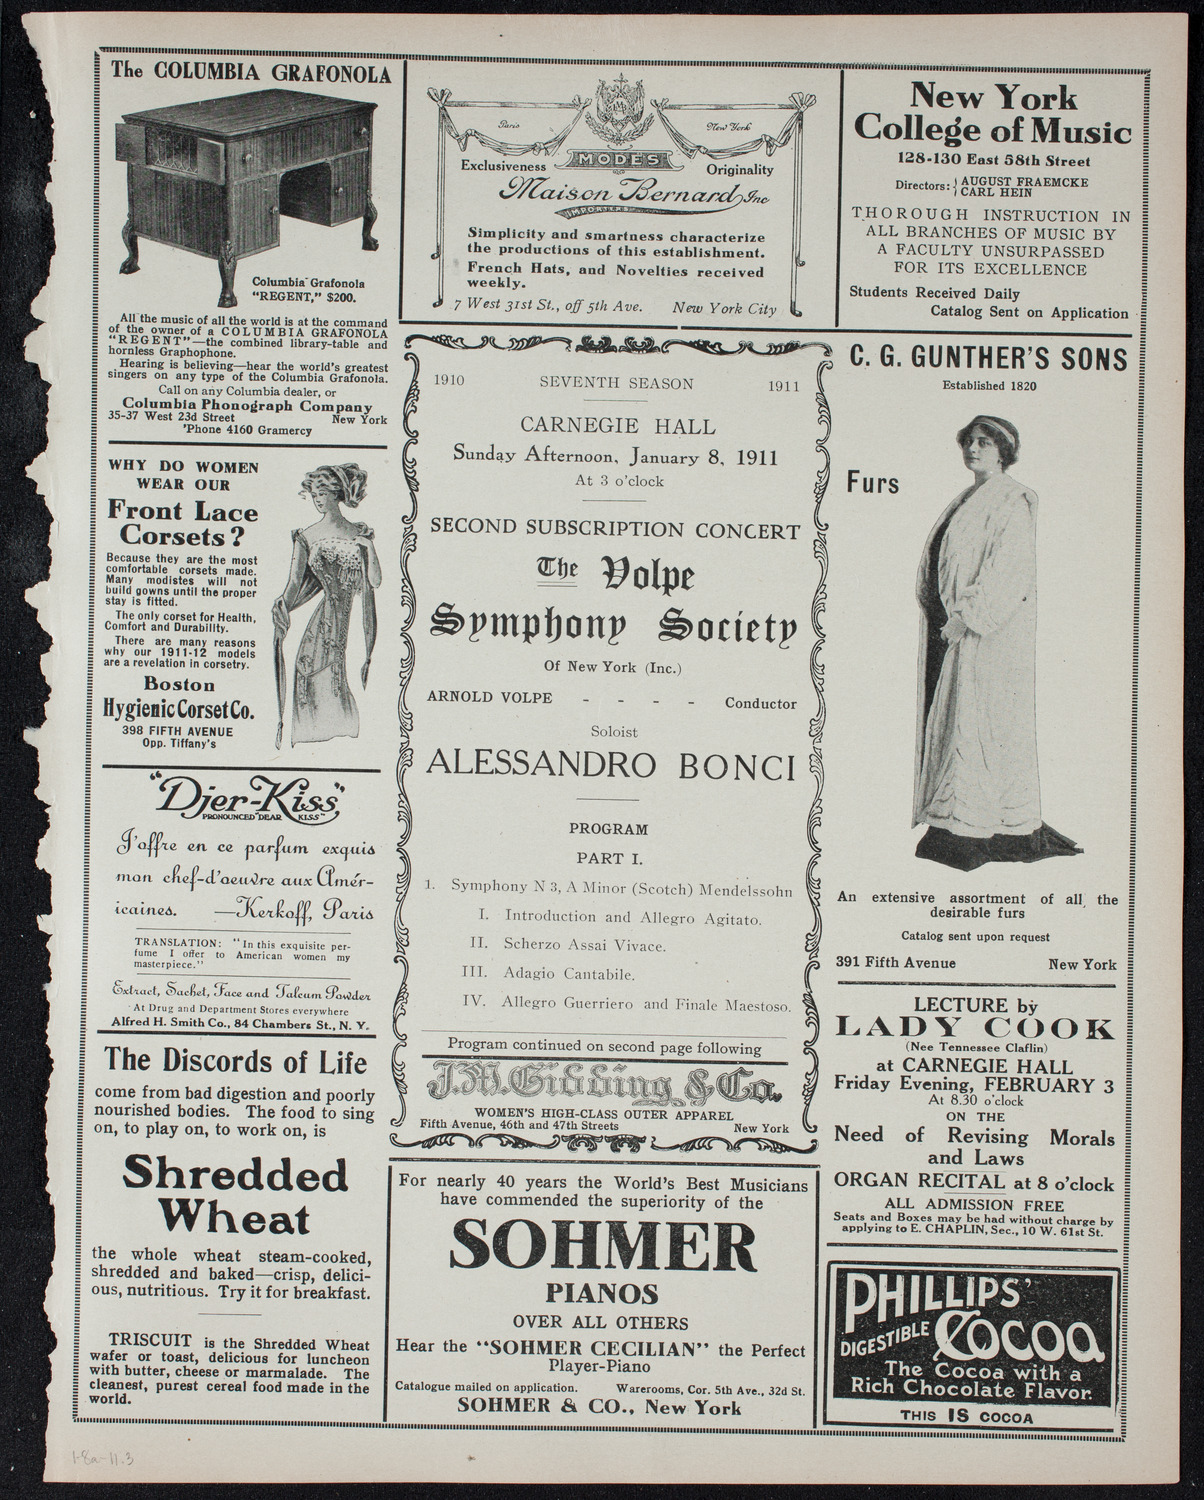 The COLUMBIA GRAFONOLA
Columbia Grafonola
"REGENT," $200.
All the music of all the world is at the command
of the owner of a COLUMBIA GRAFONOLA
"REGENT"—the combined library-table and
hornless Graphophone.
Hearing is believing—hear the world's greatest
singers on any type of the Columbia Grafonola.
Call on any Columbia dealer, or
Columbia Phonograph Company
35-37 West 23d Street New York
'Phone 4160 Gramercy
WHY DO WOMEN
WEAR OUR
Front Lace
Corsets?
Because they are the most
comfortable corsets made.
Many modistes will not
build gowns until the proper
stay is fitted.
The only corset for Health,
Comfort and Durability.
There are many reasons
why our 1911-12 models
are a revelation in corsetry.
Boston
Hygienic Corset Co.
398 FIFTH AVENUE
Opp. Tiffany's
"Djer-Kiss"
PRONOUNCED "DEAR KISS"
J'offre en ce parfum exquis
mon chef-d'oeuvre aux Amér-
icaines. —Kerkoff, Paris
TRANSLATION: "In this exquisite per-
fume I offer to American women my
masterpiece."
Extract, Sachet, Face and Talcum Powder
At Drug and Department Stores everywhere
Alfred H. Smith Co., 84 Chambers St., N. Y.
The Discords of Life
come from bad digestion and poorly
nourished bodies. The food to sing
on, to play on, to work on, is
Shredded
Wheat
the whole wheat steam-cooked,
shredded and baked—crisp, delici-
ous, nutritious. Try it for breakfast.
TRISCUIT is the Shredded Wheat
wafer or toast, delicious for luncheon
with butter, cheese or marmalade. The
cleanest, purest cereal food made in the
world.
Paris New York
Exclusiveness MODES Originality
Maison Bernard Inc
IMPORTERS
Simplicity and smartness characterize
the productions of this establishment.
French Hats, and Novelties received
weekly.
7 West 31st St., off 5th Ave. New York City
1910 SEVENTH SEASON 1911
CARNEGIE HALL
Sunday Afternoon, January 8, 1911
At 3 o'clock
SECOND SUBSCRIPTION CONCERT
The Volpe
Symphony Society
Of New York (Inc.)
ARNOLD VOLPE - - - - Conductor
Soloist
ALESSANDRO BONCI
PROGRAM
PART I.
1. Symphony N 3, A Minor (Scotch) Mendelssohn
I. Introduction and Allegro Agitato.
II. Scherzo Assai Vivace.
III. Adagio Cantabile.
IV. Allegro Guerriero and Finale Maestoso.
Program continued on second page following
J.M. Gidding & Co.
WOMEN'S HIGH-CLASS OUTER APPAREL
Fifth Avenue, 46th and 47th Streets New York
For nearly 40 years the World's Best Musicians
have commended the superiority of the
SOHMER
PIANOS
OVER ALL OTHERS
Hear the "SOHMER CECILIAN" the Perfect
Player-Piano
Catalogue mailed on application. Warerooms, Cor. 5th Ave., 32d St.
SOHMER & CO., New York
New York
College of Music
128-130 East 58th Street
Directors: { AUGUST FRAEMCKE
CARL HEIN
THOROUGH INSTRUCTION IN
ALL BRANCHES OF MUSIC BY
A FACULTY UNSURPASSED
FOR ITS EXCELLENCE
Students Received Daily
Catalog Sent on Application
C. G. GUNTHER'S SONS
Established 1820
Furs
An extensive assortment of all the
desirable furs
Catalog sent upon request
391 Fifth Avenue New York
LECTURE by
LADY COOK
(Nee Tennessee Claflin)
at CARNEGIE HALL
Friday Evening, FEBRUARY 3
At 8.30 o'clock
ON THE
Need of Revising Morals
and Laws
ORGAN RECITAL at 8 o'clock
ALL ADMISSION FREE
Seats and Boxes may be had without charge by
applying to E. CHAPLIN, Sec., 10 W. 61st St.
PHILLIPS'
DIGESTIBLE COCOA
The Cocoa with a
Rich Chocolate Flavor.
THIS IS COCOA
1-8a-11.3